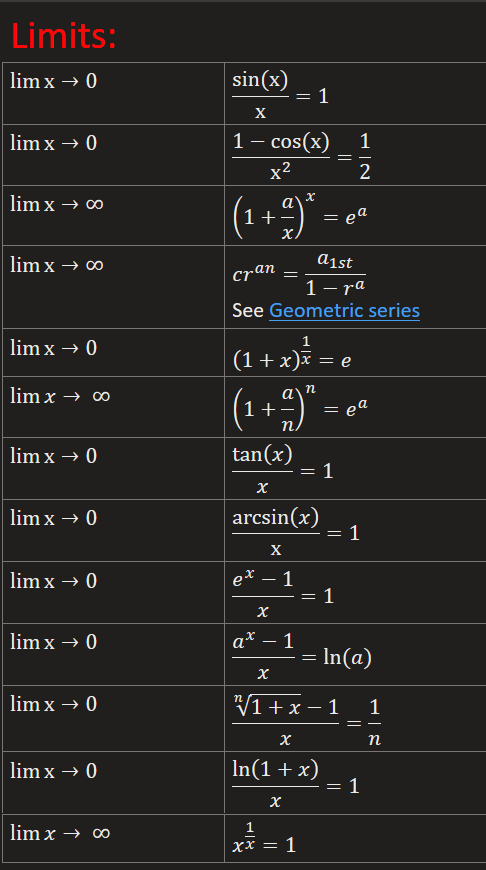 Limits:
lim x → 0	sin(x)/x = 1
lim x → 0	(1 − cos(x))/x² = 1/2
lim x → ∞	(1 + a/x)^x = e^a
lim x → ∞	cr^(an) = a_(1st)/(1 − r^a)
See Geometric series
lim x → 0	(1 + x)^(1/x) = e
lim x → ∞	(1 + a/n)^n = e^a
lim x → 0	tan(x)/x = 1
lim x → 0	arcsin(x)/x = 1
lim x → 0	(e^x − 1)/x = 1
lim x → 0	(a^x − 1)/x = ln(a)
lim x → 0	(ⁿ√(1 + x) − 1)/x = 1/n
lim x → 0	ln(1 + x)/x = 1
lim x → ∞	x^(1/x) = 1